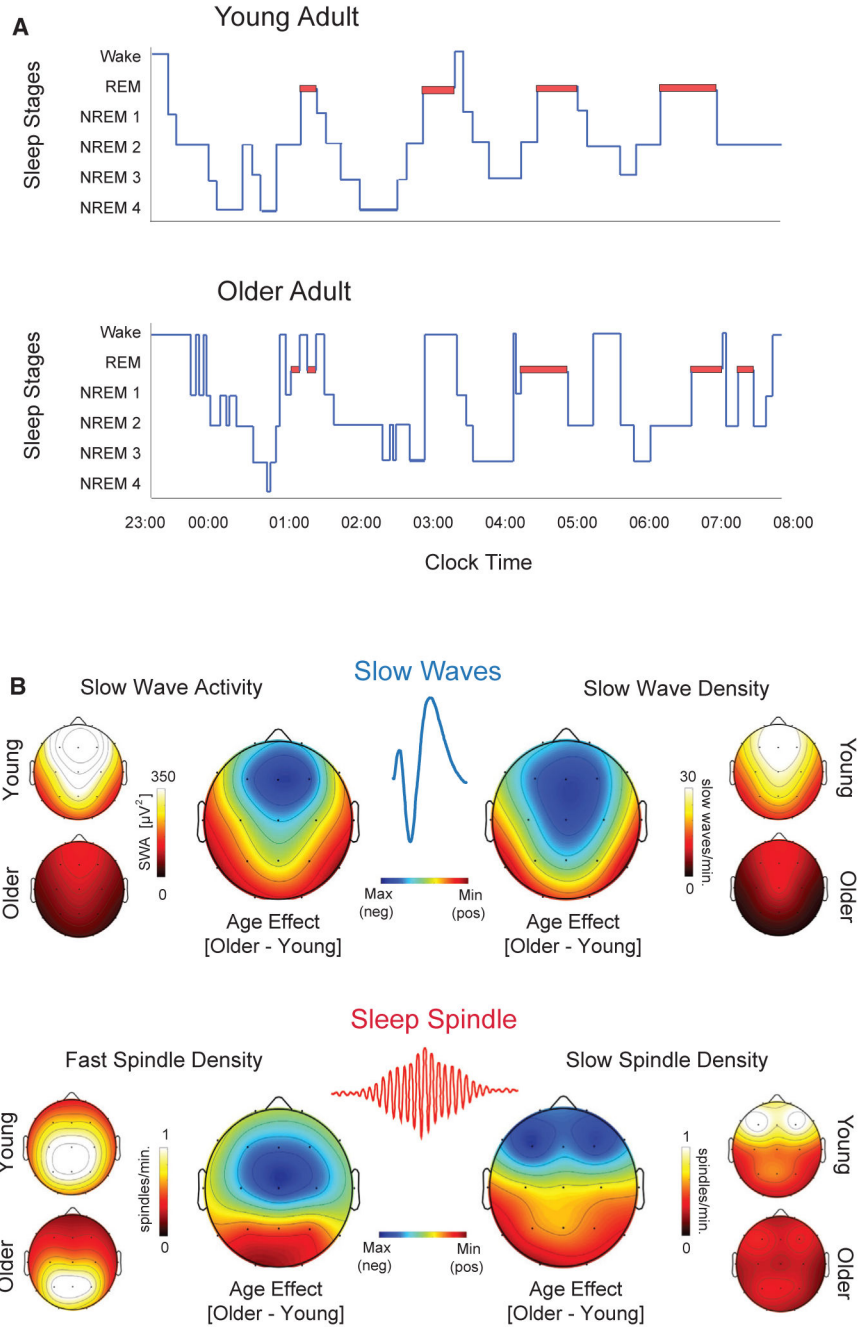 A
Young Adult
Sleep Stages
Wake
REM
NREM 1
NREM 2
NREM 3
NREM 4
Older Adult
Sleep Stages
Wake
REM
NREM 1
NREM 2
NREM 3
NREM 4
23:00 00:00 01:00 02:00 03:00 04:00 05:00 06:00 07:00 08:00
Clock Time
B
Slow Waves
Slow Wave Activity
Young
Older
350
SWA [µV²]
0
Age Effect
[Older - Young]
Max
(neg)
Min
(pos)
Slow Wave Density
Age Effect
[Older - Young]
30
slow waves/min.
0
Young
Older
Sleep Spindle
Fast Spindle Density
Young
Older
1
spindles/min.
0
Age Effect
[Older - Young]
Max
(neg)
Min
(pos)
Slow Spindle Density
Age Effect
[Older - Young]
1
spindles/min.
0
Young
Older